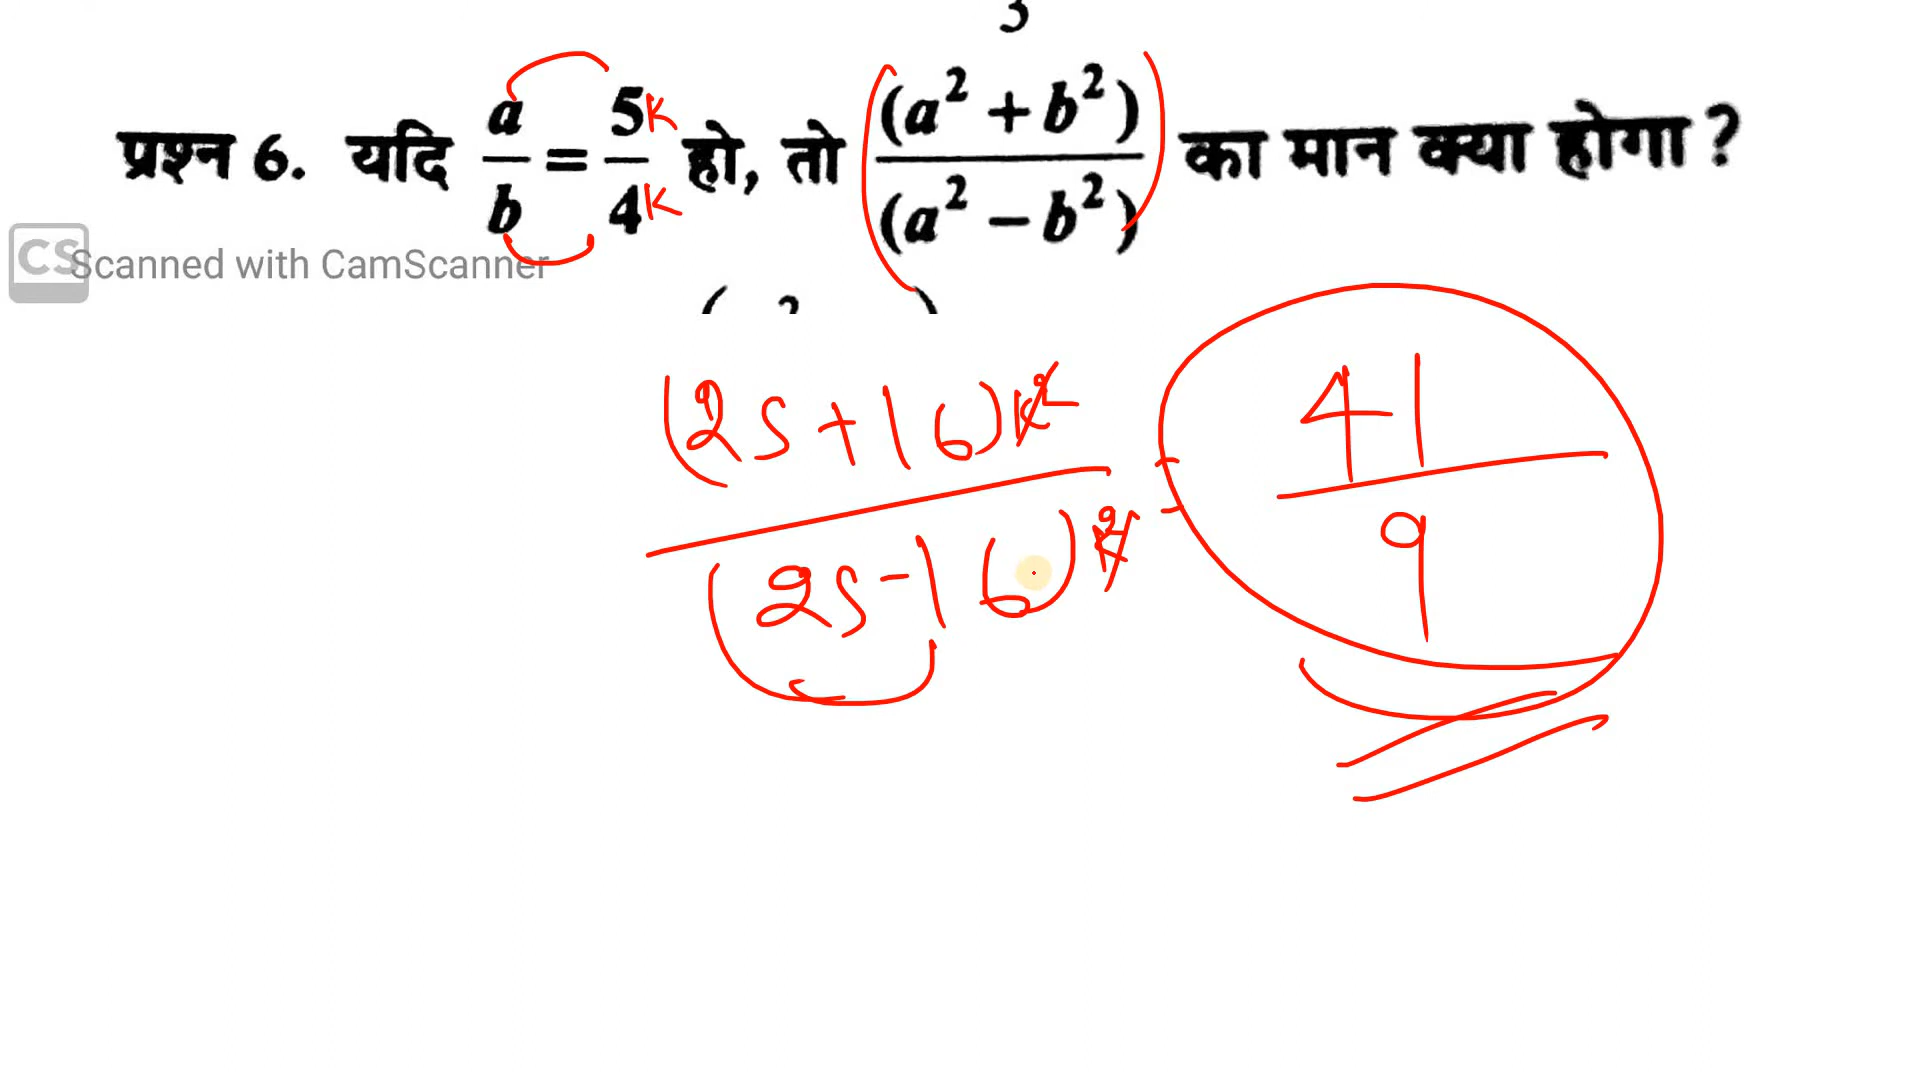 3
प्रश्न 6. यदि a/b = 5K/4K हो, तो (a² + b²)/(a² − b²) का मान क्या होगा ?
CS Scanned with CamScanner
(25+16)K²/(25-16)K² = 41/9